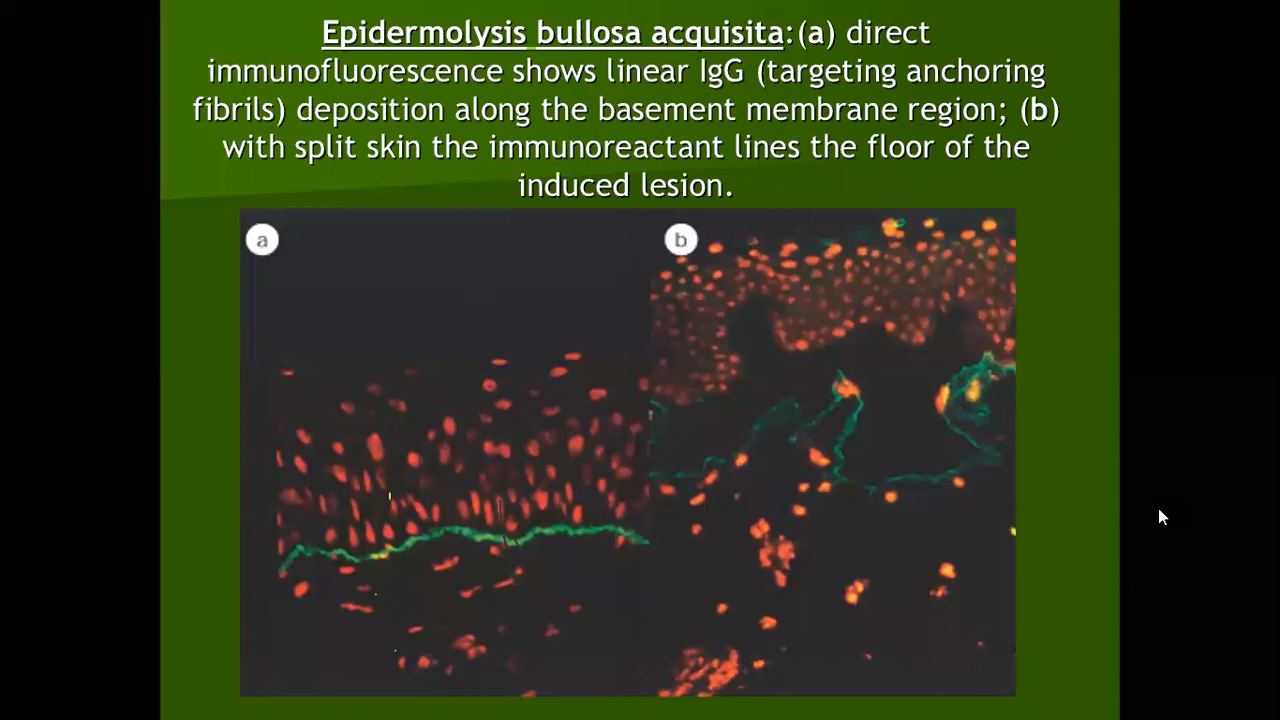 Epidermolysis bullosa acquisita:(a) direct
immunofluorescence shows linear IgG (targeting anchoring
fibrils) deposition along the basement membrane region; (b)
with split skin the immunoreactant lines the floor of the
induced lesion.
a
b